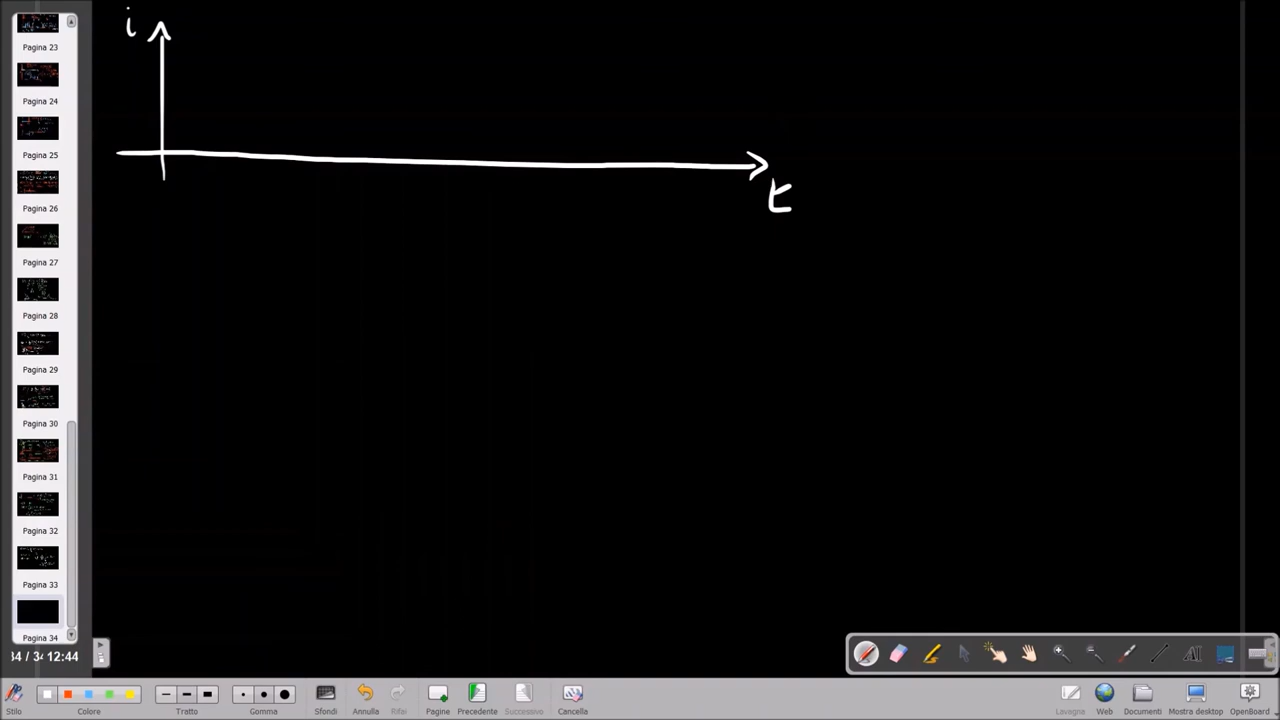 i
t
Pagina 23
Pagina 24
Pagina 25
Pagina 26
Pagina 27
Pagina 28
Pagina 29
Pagina 30
Pagina 31
Pagina 32
Pagina 33
Pagina 34
34 / 34 12:44
Stilo
Colore
Tratto
Gomma
Sfondi
Annulla
Rifai
Pagine
Precedente
Successivo
Cancella
Lavagna
Web
Documenti
Mostra desktop
OpenBoard